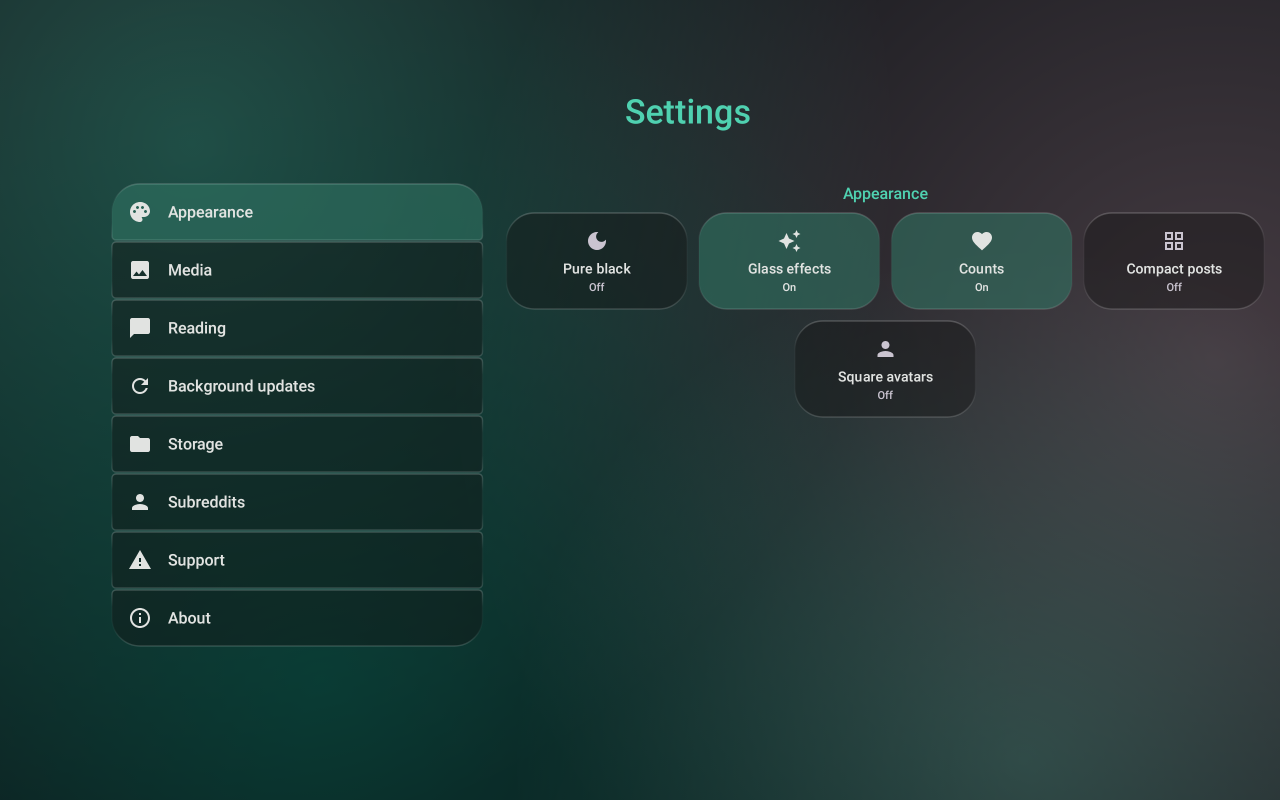 Settings
Appearance
Media
Reading
Background updates
Storage
Subreddits
Support
About
Appearance
Pure black
Off
Glass effects
On
Counts
On
Compact posts
Off
Square avatars
Off